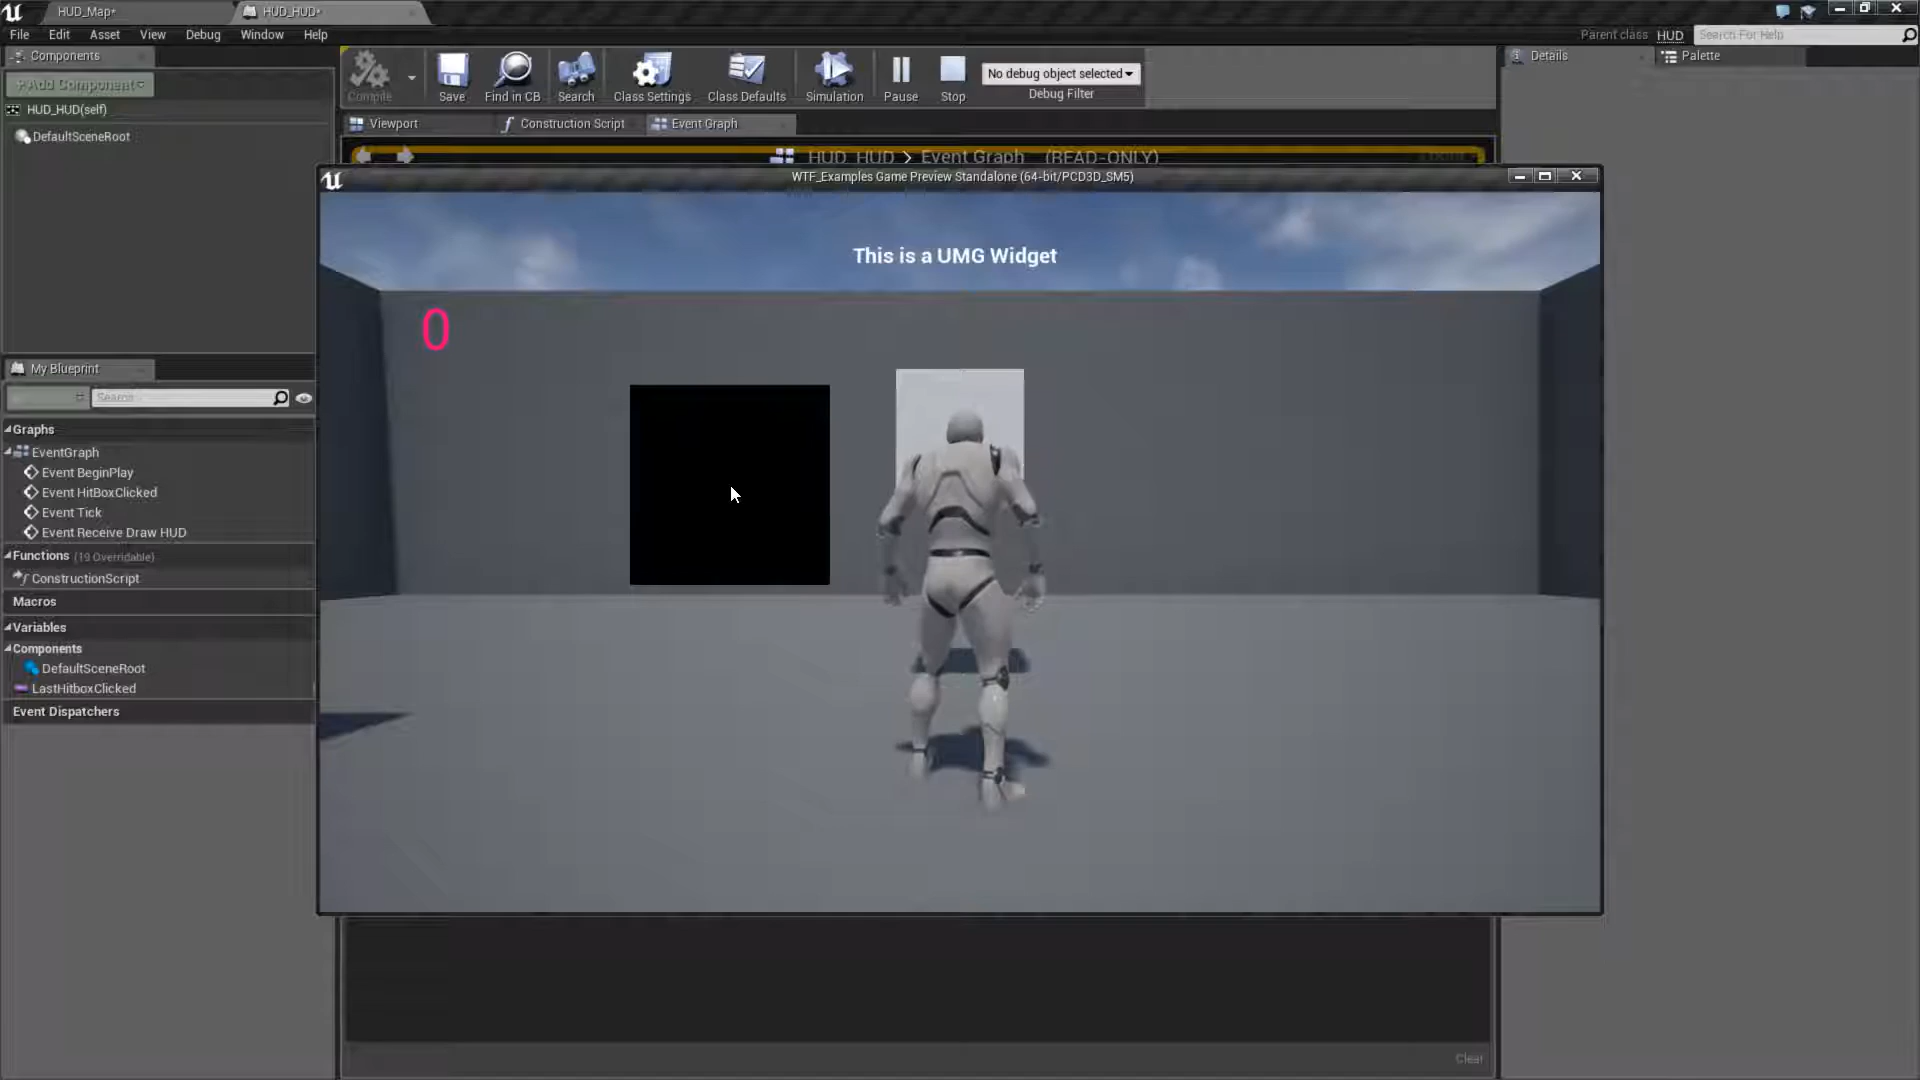 HUD_Map*
HUD_HUD*
File Edit Asset View Debug Window Help
Parent class HUD Search For Help
Components
+Add Component
HUD_HUD(self)
DefaultSceneRoot
Compile
Save
Find in CB
Search
Class Settings
Class Defaults
Simulation
Pause
Stop
No debug object selected
Debug Filter
Details
Palette
Viewport
Construction Script
Event Graph
HUD_HUD > Event Graph (READ-ONLY)
WTF_Examples Game Preview Standalone (64-bit/PCD3D_SM5)
This is a UMG Widget
0
My Blueprint
Search
Graphs
EventGraph
Event BeginPlay
Event HitBoxClicked
Event Tick
Event Receive Draw HUD
Functions (19 Overridable)
ConstructionScript
Macros
Variables
Components
DefaultSceneRoot
LastHitboxClicked
Event Dispatchers
Clear